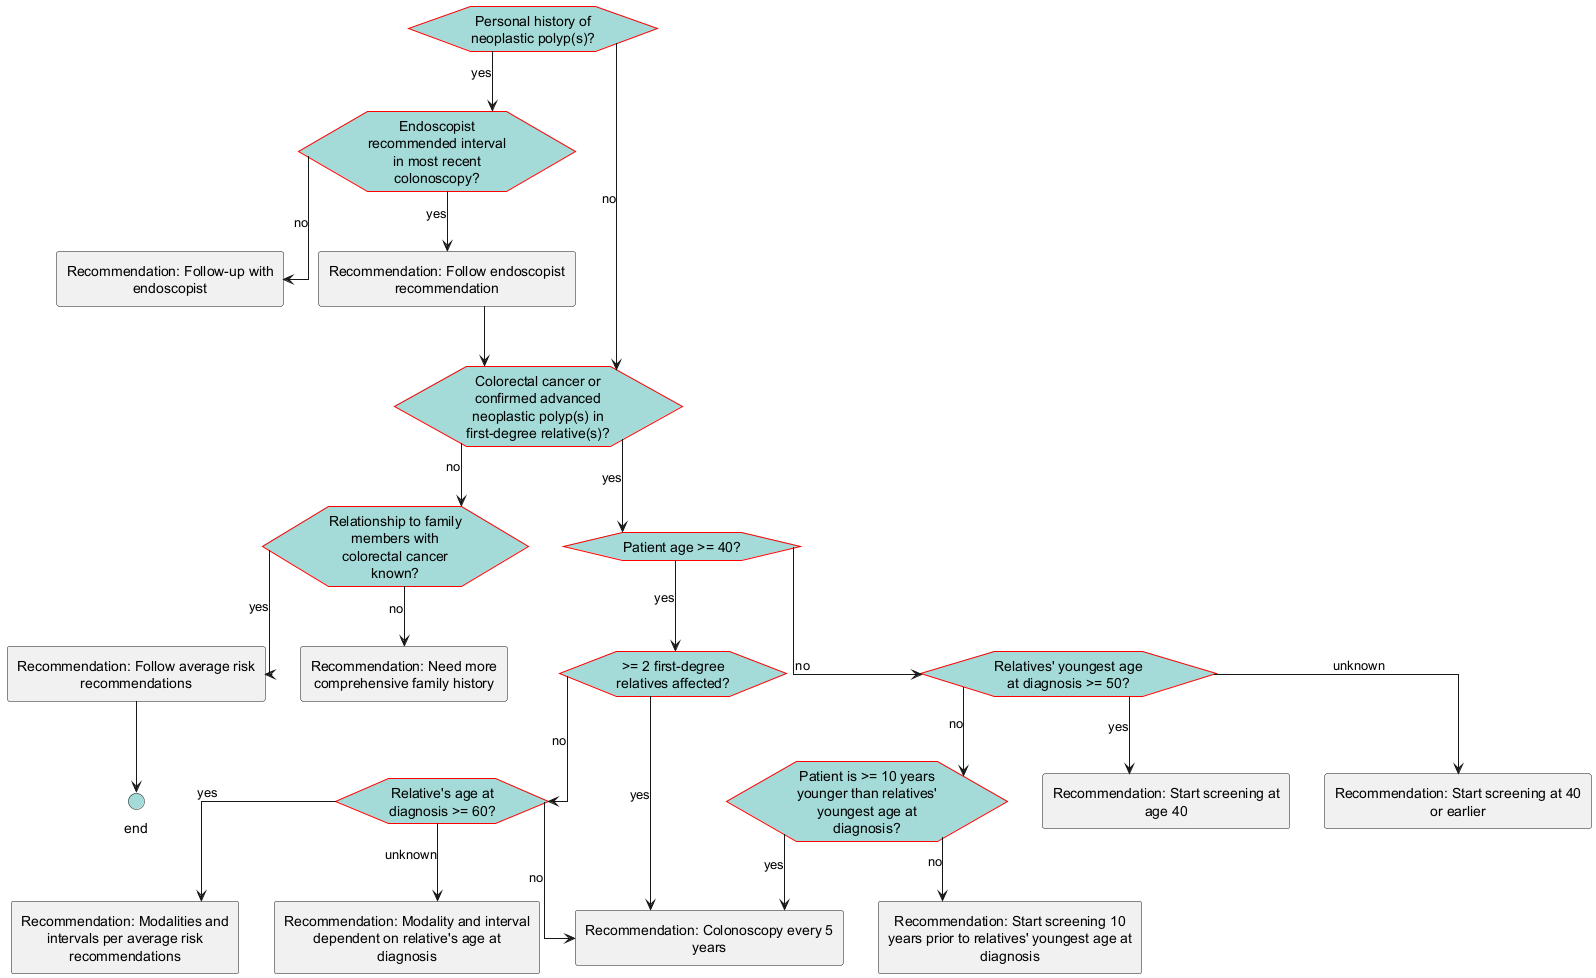 Personal history of
neoplastic polyp(s)?
yes
Endoscopist
recommended interval
in most recent
colonoscopy?
no
yes
no
Recommendation: Follow-up with
endoscopist
Recommendation: Follow endoscopist
recommendation
Colorectal cancer or
confirmed advanced
neoplastic polyp(s) in
first-degree relative(s)?
no
yes
Relationship to family
members with
colorectal cancer
known?
Patient age >= 40?
yes
no
yes
no
unknown
Recommendation: Follow average risk
recommendations
Recommendation: Need more
comprehensive family history
>= 2 first-degree
relatives affected?
Relatives' youngest age
at diagnosis >= 50?
no
no
yes
yes
Relative's age at
diagnosis >= 60?
yes
Patient is >= 10 years
younger than relatives'
youngest age at
diagnosis?
Recommendation: Start screening at
age 40
Recommendation: Start screening at 40
or earlier
end
unknown
no
yes
no
Recommendation: Modalities and
intervals per average risk
recommendations
Recommendation: Modality and interval
dependent on relative's age at
diagnosis
Recommendation: Colonoscopy every 5
years
Recommendation: Start screening 10
years prior to relatives' youngest age at
diagnosis